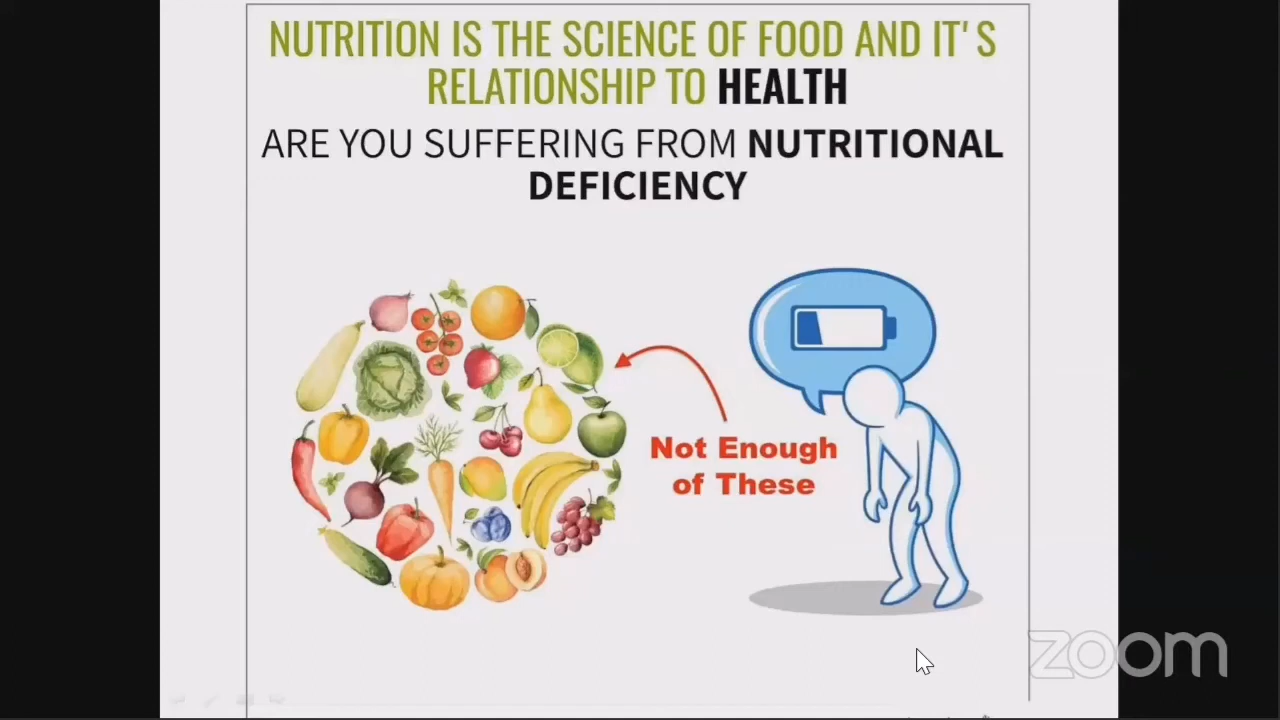 NUTRITION IS THE SCIENCE OF FOOD AND IT'S
RELATIONSHIP TO HEALTH
ARE YOU SUFFERING FROM NUTRITIONAL
DEFICIENCY
Not Enough
of These
zoom